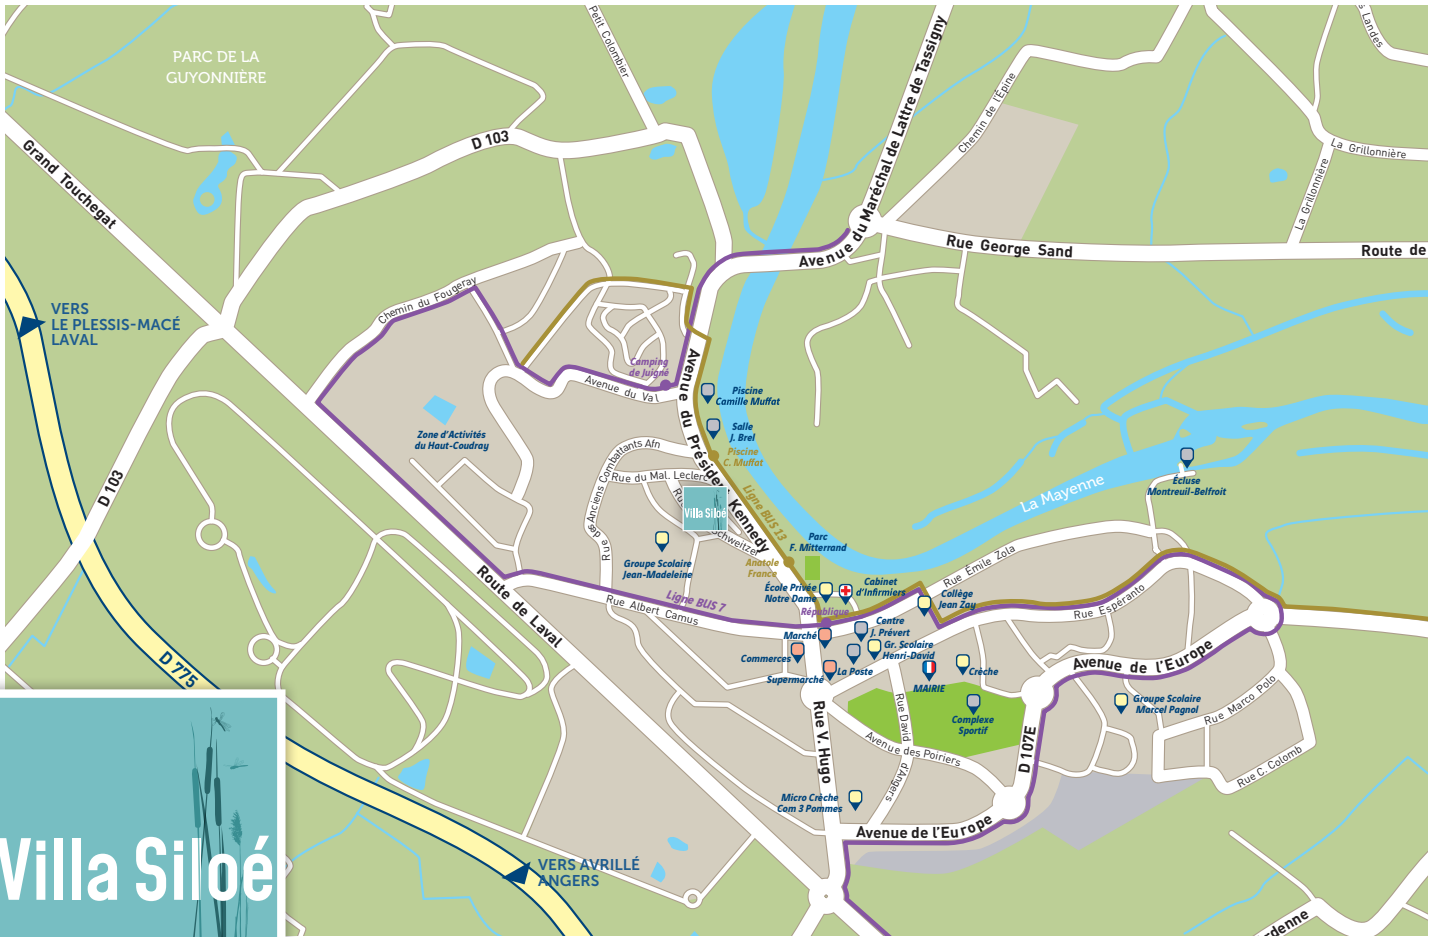 PARC DE LA
GUYONNIÈRE
Petit Colombier
Avenue du Maréchal de Lattre de Tassigny
Chemin de l'Épine
s Landes
La Grillonnière
La Grillonnière
D 103
Grand Touchegat
Rue George Sand
Route de
VERS
LE PLESSIS-MACÉ
LAVAL
Chemin du Fougeray
Camping
de Juigné
Avenue du Val
Avenue du Président Kennedy
Piscine
Camille Muffat
Salle
J. Brel
Piscine
C. Muffat
Zone d'Activités
du Haut-Coudray
Rue des Anciens Combattants Afn
Rue du Mal. Leclerc
Villa Siloé
Schweitzer
Ligne BUS 13
La Mayenne
Écluse
Montreuil-Belfroit
D 103
Parc
F. Mitterrand
Groupe Scolaire
Jean-Madeleine
Anatole
France
Rue Émile Zola
École Privée
Notre Dame
Cabinet
d'Infirmiers
Collège
Jean Zay
Rue Espéranto
Route de Laval
Ligne BUS 7
Rue Albert Camus
République
Marché
Centre
J. Prévert
Commerces
Gr. Scolaire
Henri-David
Supermarché
La Poste
MAIRIE
Crèche
Avenue de l'Europe
D 775
Complexe
Sportif
Groupe Scolaire
Marcel Pagnol
Rue Marco Polo
Rue V. Hugo
Rue David d'Angers
Avenue des Poiriers
D 107E
Rue C. Colomb
Micro Crèche
Com 3 Pommes
Avenue de l'Europe
Villa Siloé
VERS AVRILLÉ
ANGERS
rdenne